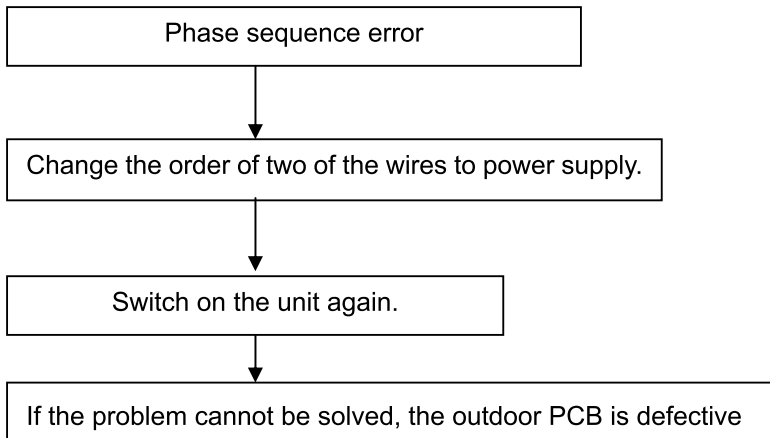 Phase sequence error
Change the order of two of the wires to power supply.
Switch on the unit again.
If the problem cannot be solved, the outdoor PCB is defective